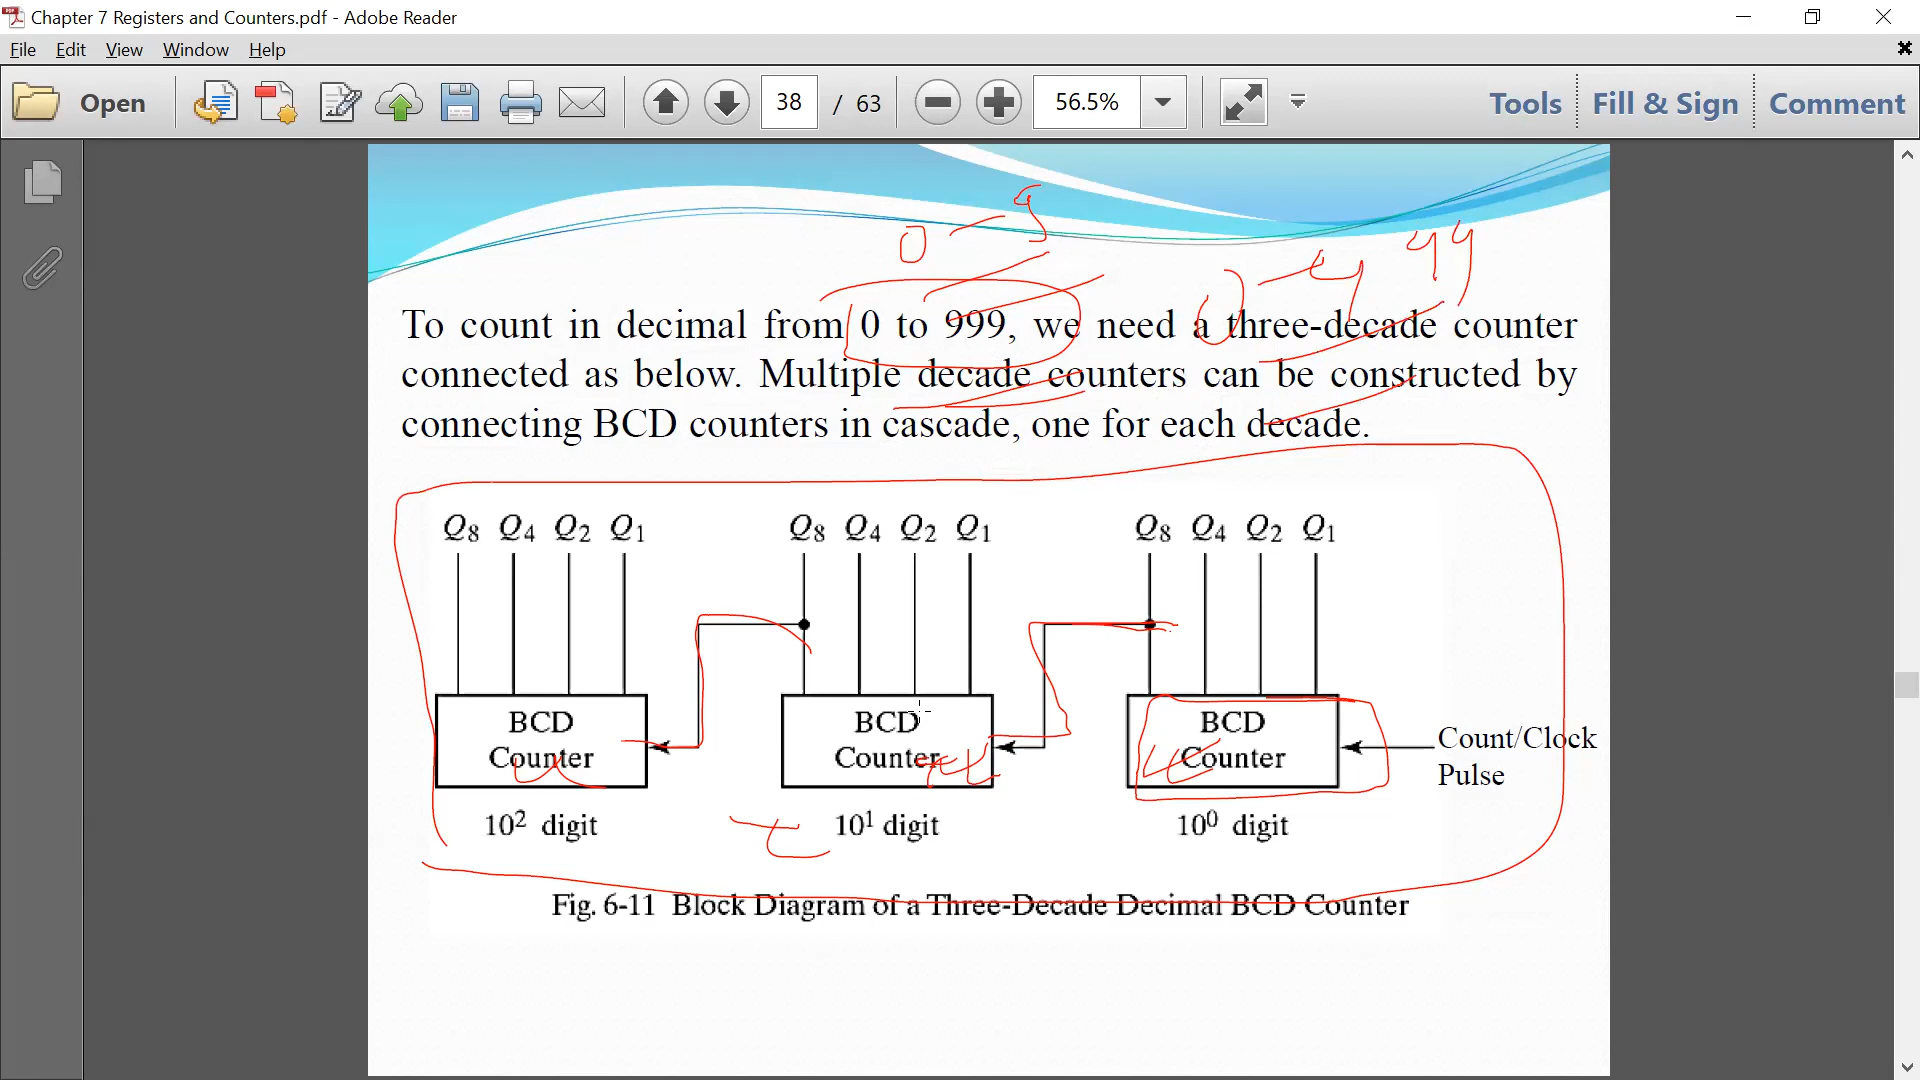 Chapter 7 Registers and Counters.pdf - Adobe Reader
File Edit View Window Help
Open 38 / 63 56.5% Tools Fill & Sign Comment
0 - 9
99
To count in decimal from 0 to 999, we need a three-decade counter
connected as below. Multiple decade counters can be constructed by
connecting BCD counters in cascade, one for each decade.
Q8 Q4 Q2 Q1 Q8 Q4 Q2 Q1 Q8 Q4 Q2 Q1
BCD Counter
BCD Counter
BCD Counter
Count/Clock Pulse
10² digit 10¹ digit 10⁰ digit
Fig. 6-11 Block Diagram of a Three-Decade Decimal BCD Counter